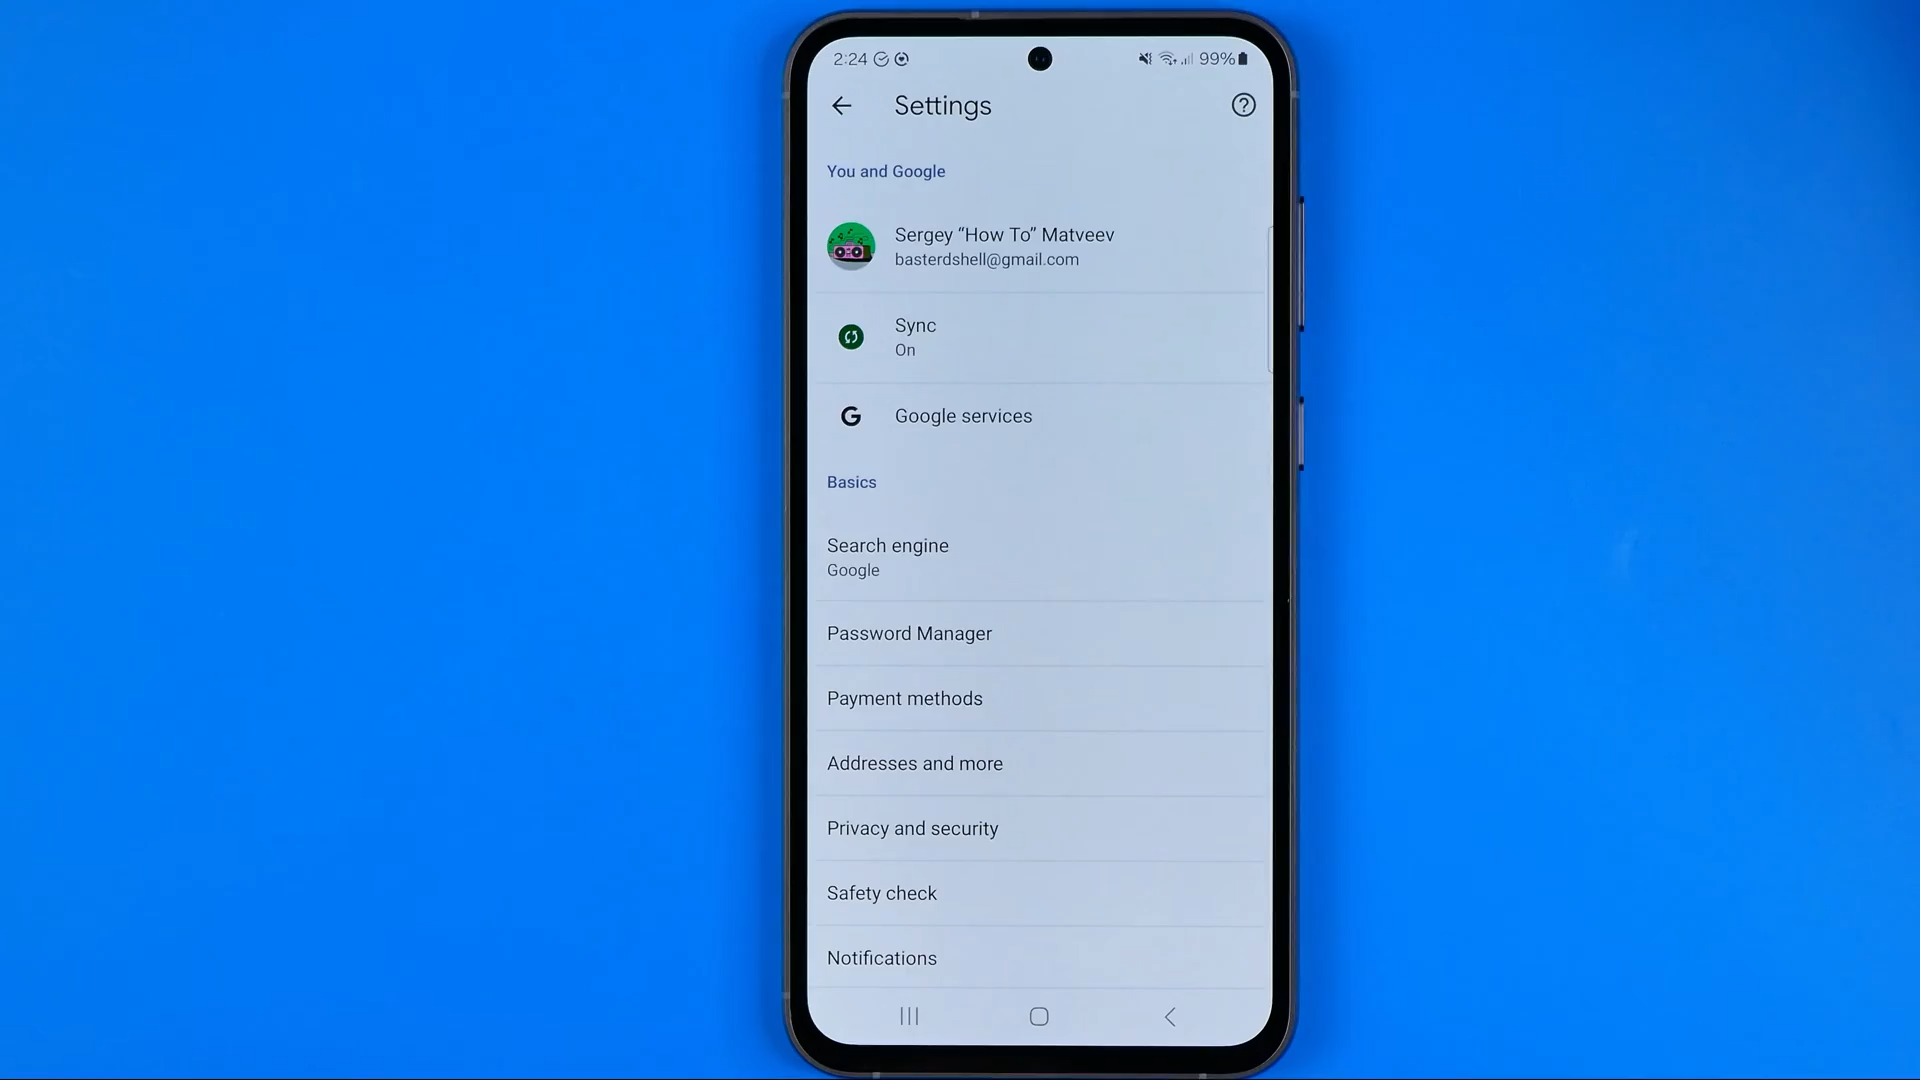 2:24 99%
Settings
You and Google
Sergey “How To” Matveev
basterdshell@gmail.com
Sync
On
Google services
Basics
Search engine
Google
Password Manager
Payment methods
Addresses and more
Privacy and security
Safety check
Notifications